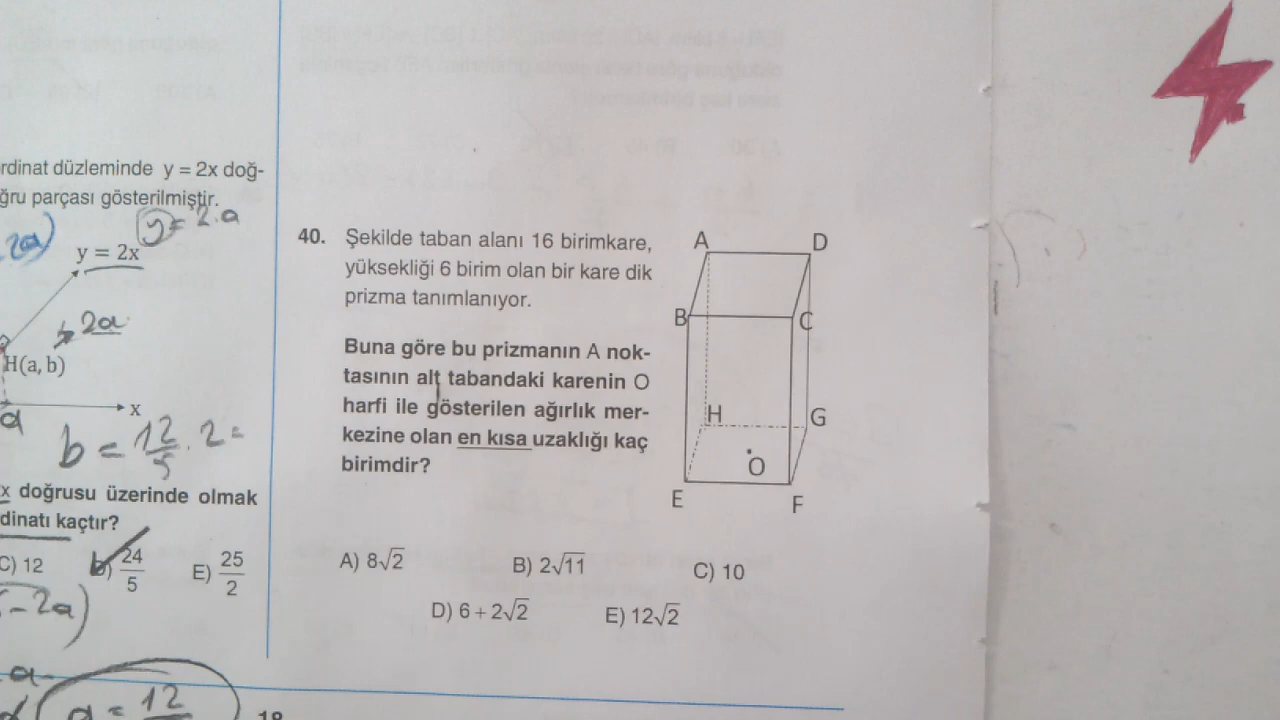 rdinat düzleminde y = 2x doğ-
ğru parçası gösterilmiştir.
y = 2.a
2a)
y = 2x
2a
H(a, b)
x
a
b = 12/5 . 2 =
x doğrusu üzerinde olmak
dinatı kaçtır?
C) 12 D) 24/5 E) 25/2
- 2a)
a
a = 12
40. Şekilde taban alanı 16 birimkare,
yüksekliği 6 birim olan bir kare dik
prizma tanımlanıyor.
Buna göre bu prizmanın A nok-
tasının alt tabandaki karenin O
harfi ile gösterilen ağırlık mer-
kezine olan en kısa uzaklığı kaç
birimdir?
A D
B C
H G
O
E F
A) 8√2 B) 2√11 C) 10
D) 6 + 2√2 E) 12√2
18